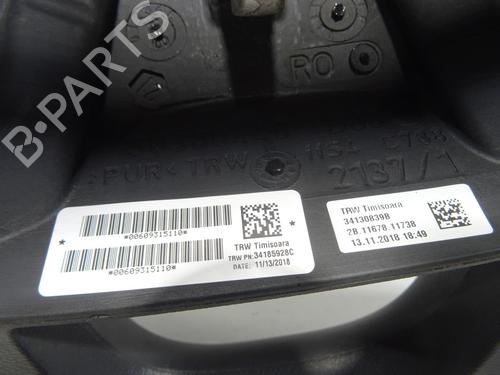 RO
PUR< TRW
2137/1
*00609315110*
*00609315110*
TRW Timisoara
TRW PN: 34185928C
DATE: 11/13/2018
TRW Timisoara
34130839B
2B.11678.11738
13.11.2018 18:49
B-PARTS